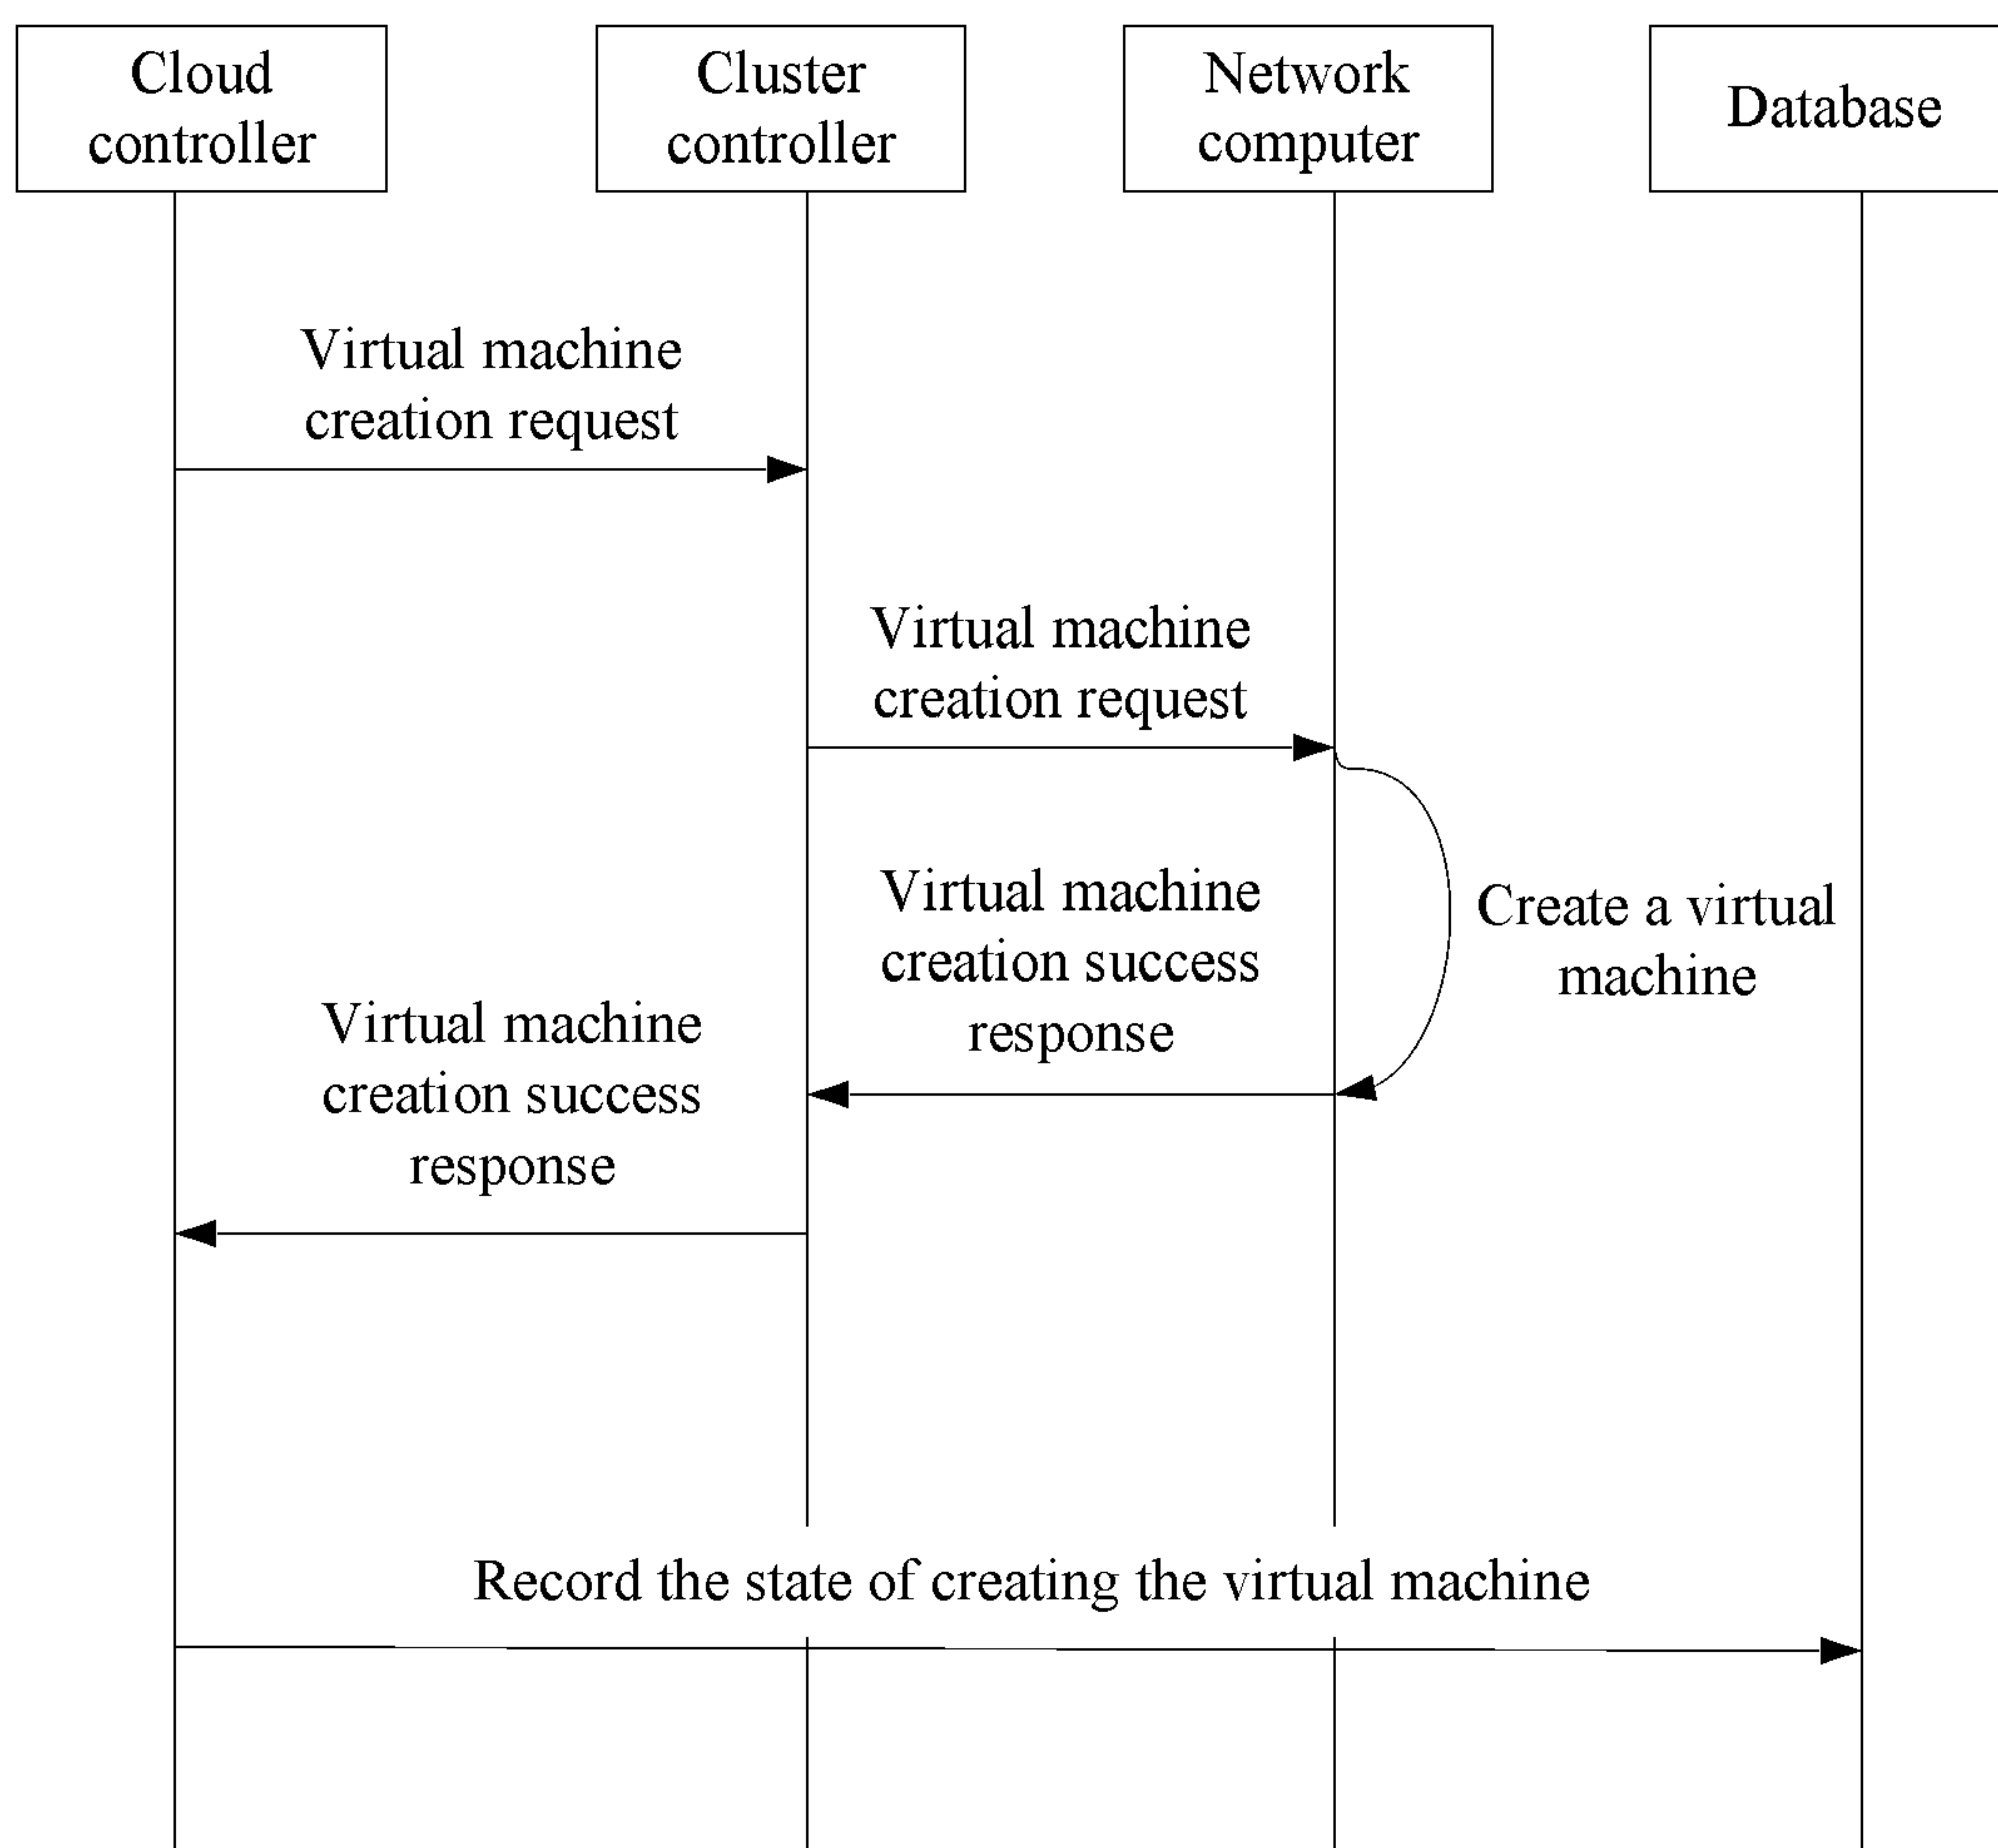 Cloud
controller
Cluster
controller
Network
computer
Database
Virtual machine
creation request
Virtual machine
creation request
Virtual machine
creation success
response
Create a virtual
machine
Virtual machine
creation success
response
Record the state of creating the virtual machine